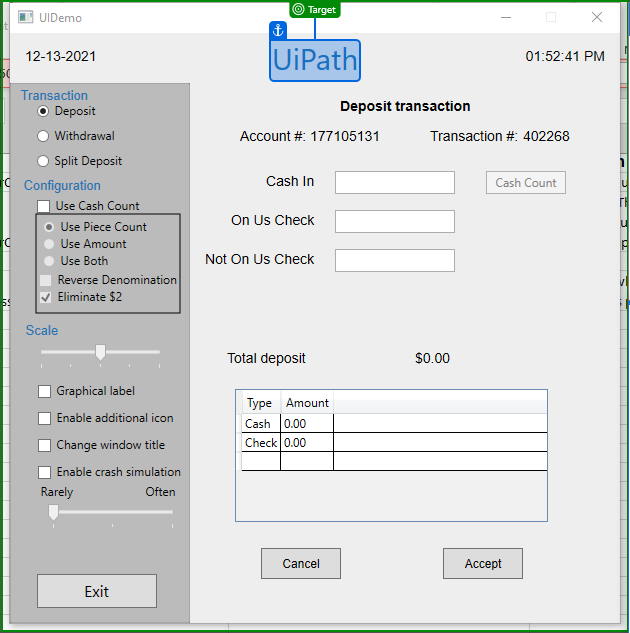 Target
UIDemo
12-13-2021
UiPath
01:52:41 PM
Transaction
Deposit
Withdrawal
Split Deposit
Configuration
Use Cash Count
Use Piece Count
Use Amount
Use Both
Reverse Denomination
Eliminate $2
Scale
Graphical label
Enable additional icon
Change window title
Enable crash simulation
Rarely Often
Exit
Deposit transaction
Account #: 177105131 Transaction #: 402268
Cash In Cash Count
On Us Check
Not On Us Check
Total deposit $0.00
Type Amount
Cash 0.00
Check 0.00
Cancel Accept